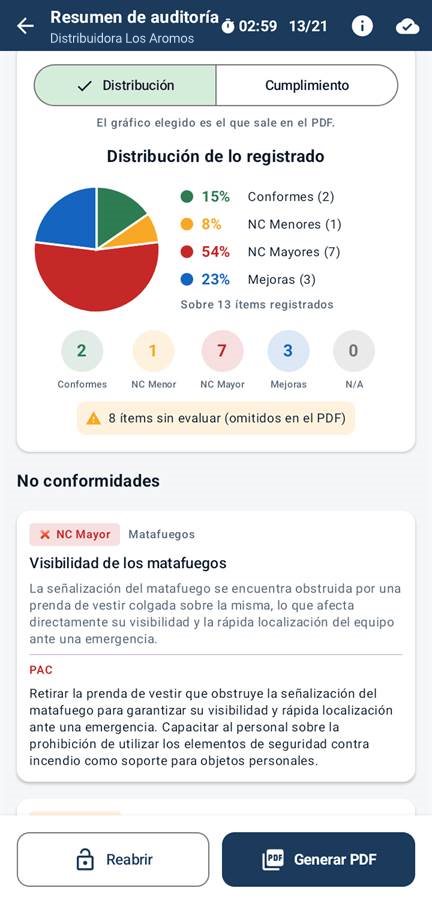 Resumen de auditoría
02:59 13/21
Distribuidora Los Aromos
Distribución
Cumplimiento
El gráfico elegido es el que sale en el PDF.
Distribución de lo registrado
15% Conformes (2)
8% NC Menores (1)
54% NC Mayores (7)
23% Mejoras (3)
Sobre 13 ítems registrados
2 1 7 3 0
Conformes NC Menor NC Mayor Mejoras N/A
8 ítems sin evaluar (omitidos en el PDF)
No conformidades
NC Mayor Matafuegos
Visibilidad de los matafuegos
La señalización del matafuego se encuentra obstruida por una
prenda de vestir colgada sobre la misma, lo que afecta
directamente su visibilidad y la rápida localización del equipo
ante una emergencia.
PAC
Retirar la prenda de vestir que obstruye la señalización del
matafuego para garantizar su visibilidad y rápida localización
ante una emergencia. Capacitar al personal sobre la
prohibición de utilizar los elementos de seguridad contra
incendio como soporte para objetos personales.
Reabrir
PDF Generar PDF